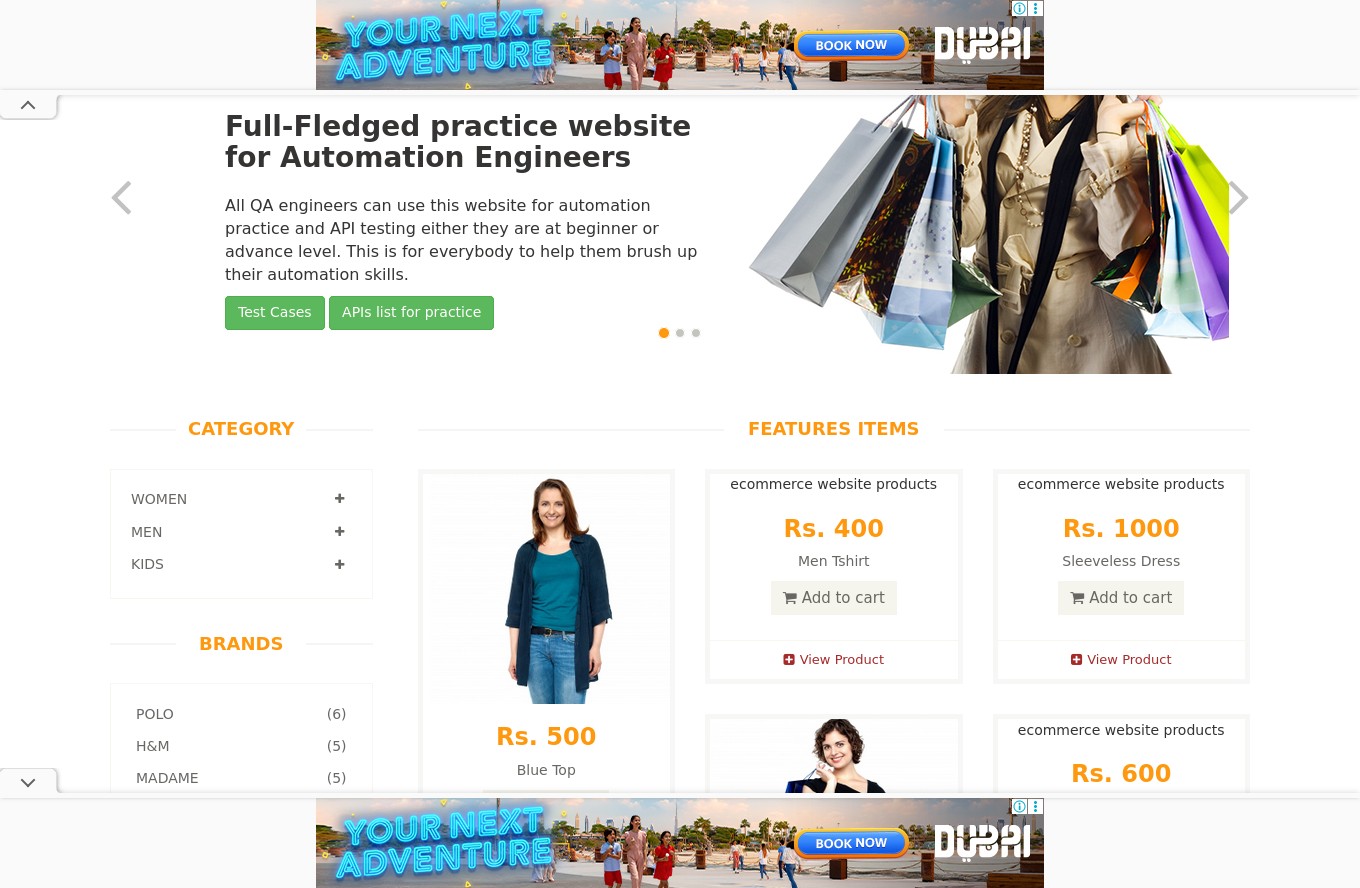 YOUR NEXT
ADVENTURE
BOOK NOW
DUBAI
Full-Fledged practice website
for Automation Engineers
All QA engineers can use this website for automation
practice and API testing either they are at beginner or
advance level. This is for everybody to help them brush up
their automation skills.
Test Cases
APIs list for practice
CATEGORY
WOMEN
MEN
KIDS
BRANDS
POLO (6)
H&M (5)
MADAME (5)
FEATURES ITEMS
Rs. 500
Blue Top
ecommerce website products
Rs. 400
Men Tshirt
Add to cart
View Product
ecommerce website products
Rs. 1000
Sleeveless Dress
Add to cart
View Product
ecommerce website products
Rs. 600
YOUR NEXT
ADVENTURE
BOOK NOW
DUBAI